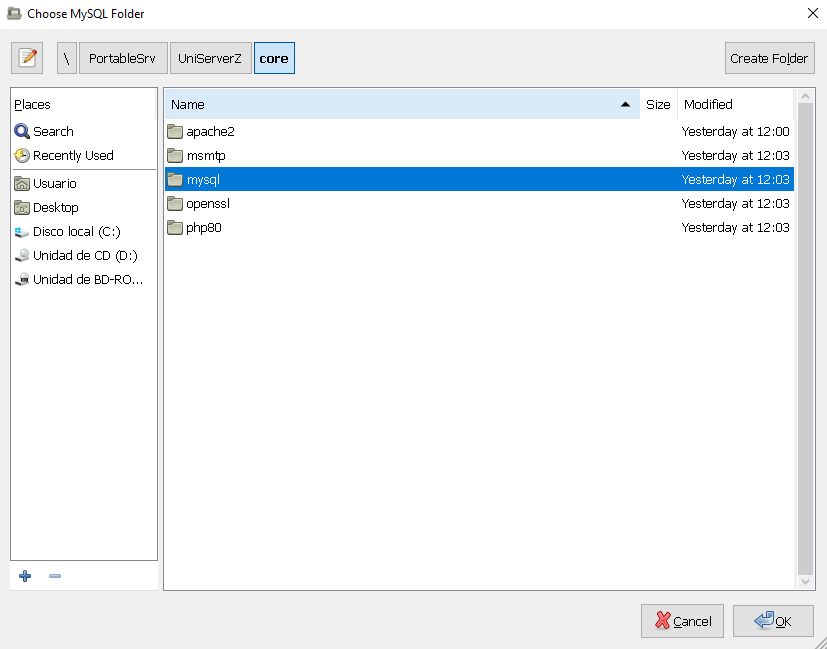 Choose MySQL Folder
\ PortableSrv UniServerZ core Create Folder
Places
Search
Recently Used
Usuario
Desktop
Disco local (C:)
Unidad de CD (D:)
Unidad de BD-RO...
Name Size Modified
apache2 Yesterday at 12:00
msmtp Yesterday at 12:03
mysql Yesterday at 12:03
openssl Yesterday at 12:03
php80 Yesterday at 12:03
Cancel OK